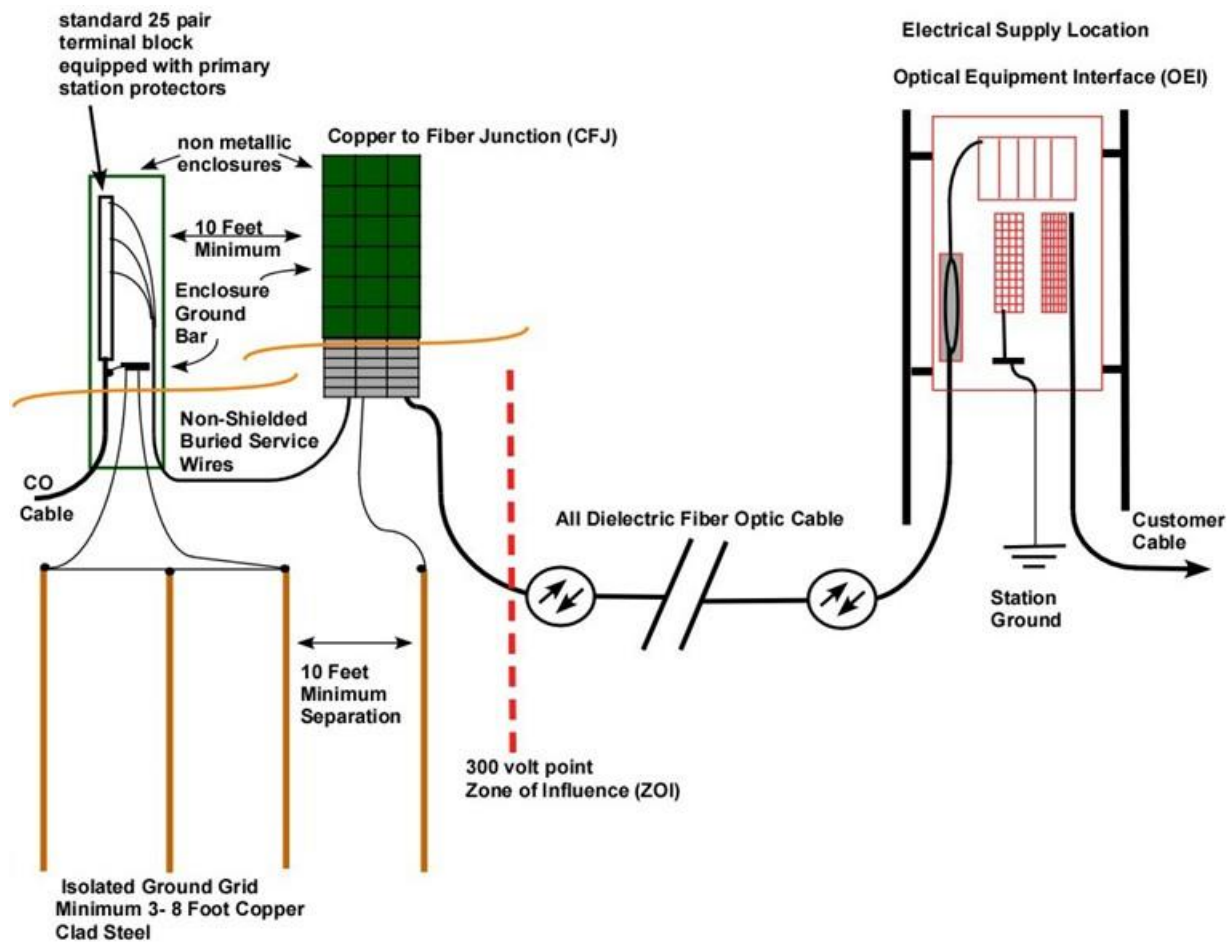 standard 25 pair
terminal block
equipped with primary
station protectors
Electrical Supply Location
Optical Equipment Interface (OEI)
Copper to Fiber Junction (CFJ)
non metallic
enclosures
10 Feet
Minimum
Enclosure
Ground
Bar
Non-Shielded
Buried Service
Wires
CO
Cable
All Dielectric Fiber Optic Cable
Customer
Cable
Station
Ground
10 Feet
Minimum
Separation
300 volt point
Zone of Influence (ZOI)
Isolated Ground Grid
Minimum 3- 8 Foot Copper
Clad Steel